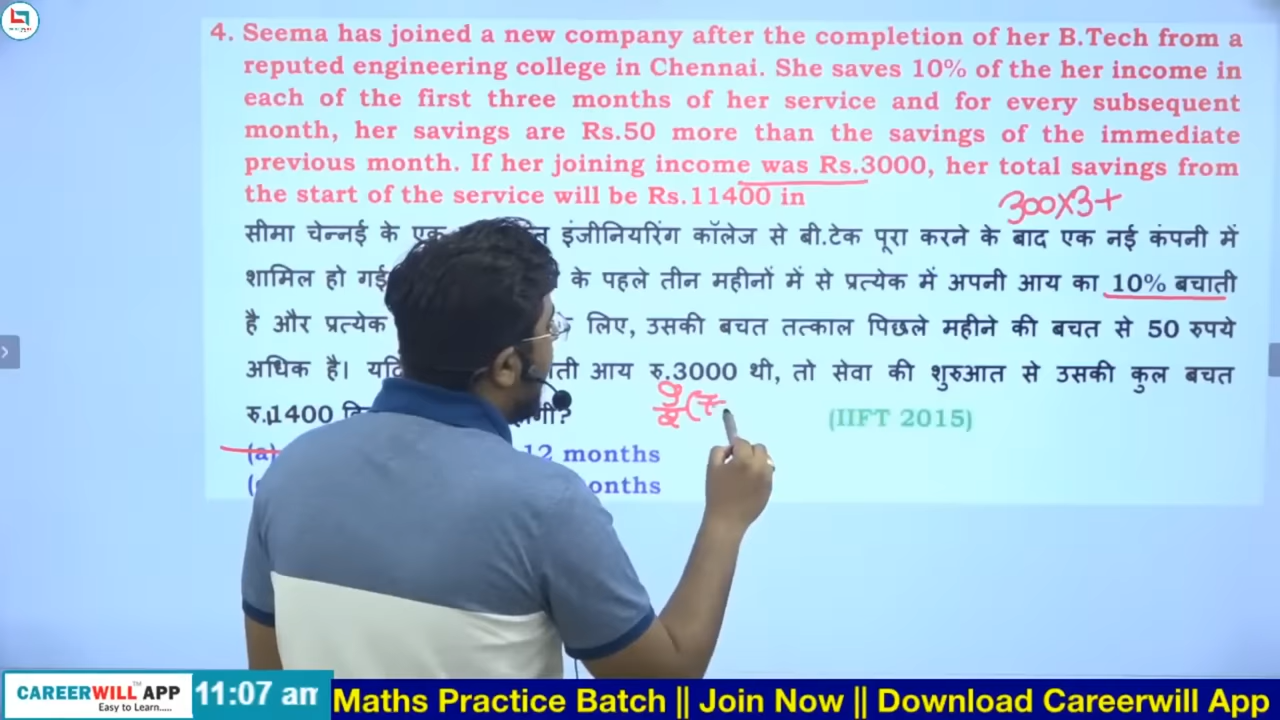 4. Seema has joined a new company after the completion of her B.Tech from a
reputed engineering college in Chennai. She saves 10% of the her income in
each of the first three months of her service and for every subsequent
month, her savings are Rs.50 more than the savings of the immediate
previous month. If her joining income was Rs.3000, her total savings from
the start of the service will be Rs.11400 in
300×3+
सीमा चेन्नई के एक इंजीनियरिंग कॉलेज से बी.टेक पूरा करने के बाद एक नई कंपनी में
शामिल हो गई के पहले तीन महीनों में से प्रत्येक में अपनी आय का 10% बचाती
है और प्रत्येक लिए, उसकी बचत तत्काल पिछले महीने की बचत से 50 रुपये
अधिक है। आय रु.3000 थी, तो सेवा की शुरुआत से उसकी कुल बचत
रु.1400
(IIFT 2015)
(a) 12 months
CAREERWILL APP
Easy to Learn.....
11:07 am
Maths Practice Batch || Join Now || Download Careerwill App